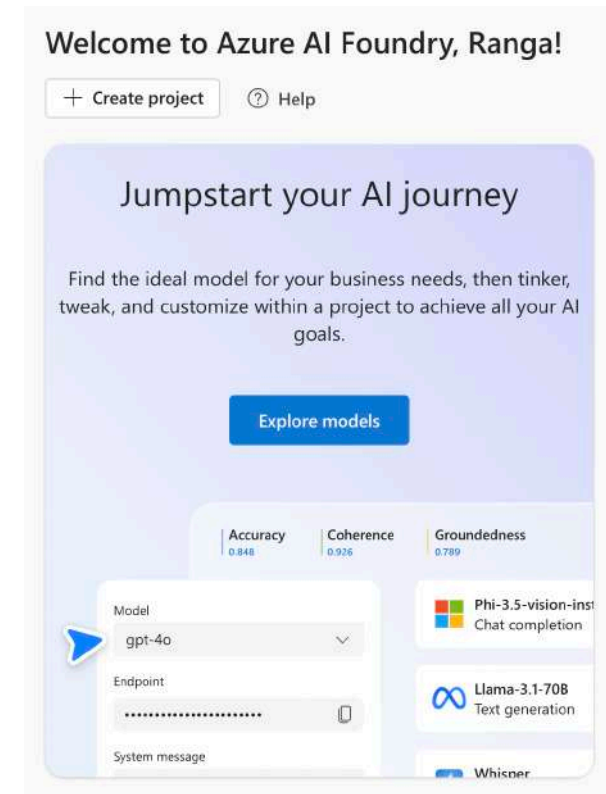 Welcome to Azure AI Foundry, Ranga!
Create project
Help
Jumpstart your AI journey
Find the ideal model for your business needs, then tinker,
tweak, and customize within a project to achieve all your AI
goals.
Explore models
Accuracy Coherence Groundedness
0.848 0.926 0.789
Model
gpt-4o
Endpoint
System message
Phi-3.5-vision-inst
Chat completion
Llama-3.1-70B
Text generation
Whisper